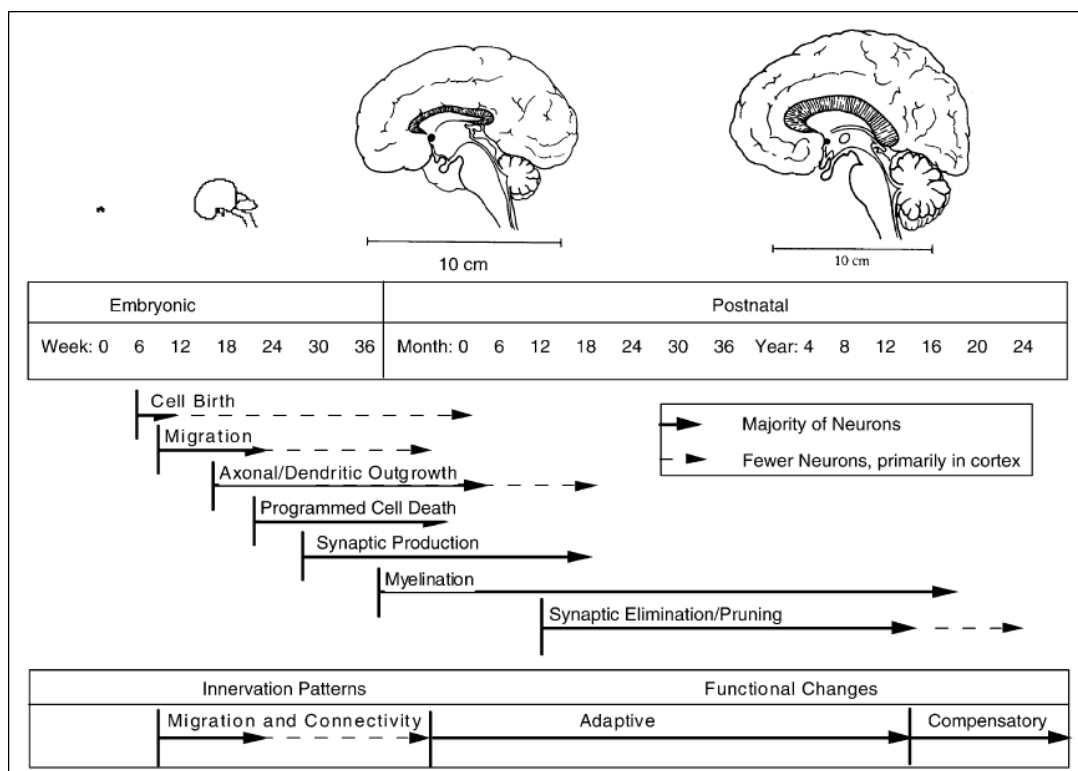 10 cm
10 cm
Embryonic Postnatal
Week: 0 6 12 18 24 30 36 Month: 0 6 12 18 24 30 36 Year: 4 8 12 16 20 24
Cell Birth
Migration
Axonal/Dendritic Outgrowth
Programmed Cell Death
Synaptic Production
Myelination
Synaptic Elimination/Pruning
Majority of Neurons
Fewer Neurons, primarily in cortex
Innervation Patterns Functional Changes
Migration and Connectivity Adaptive Compensatory